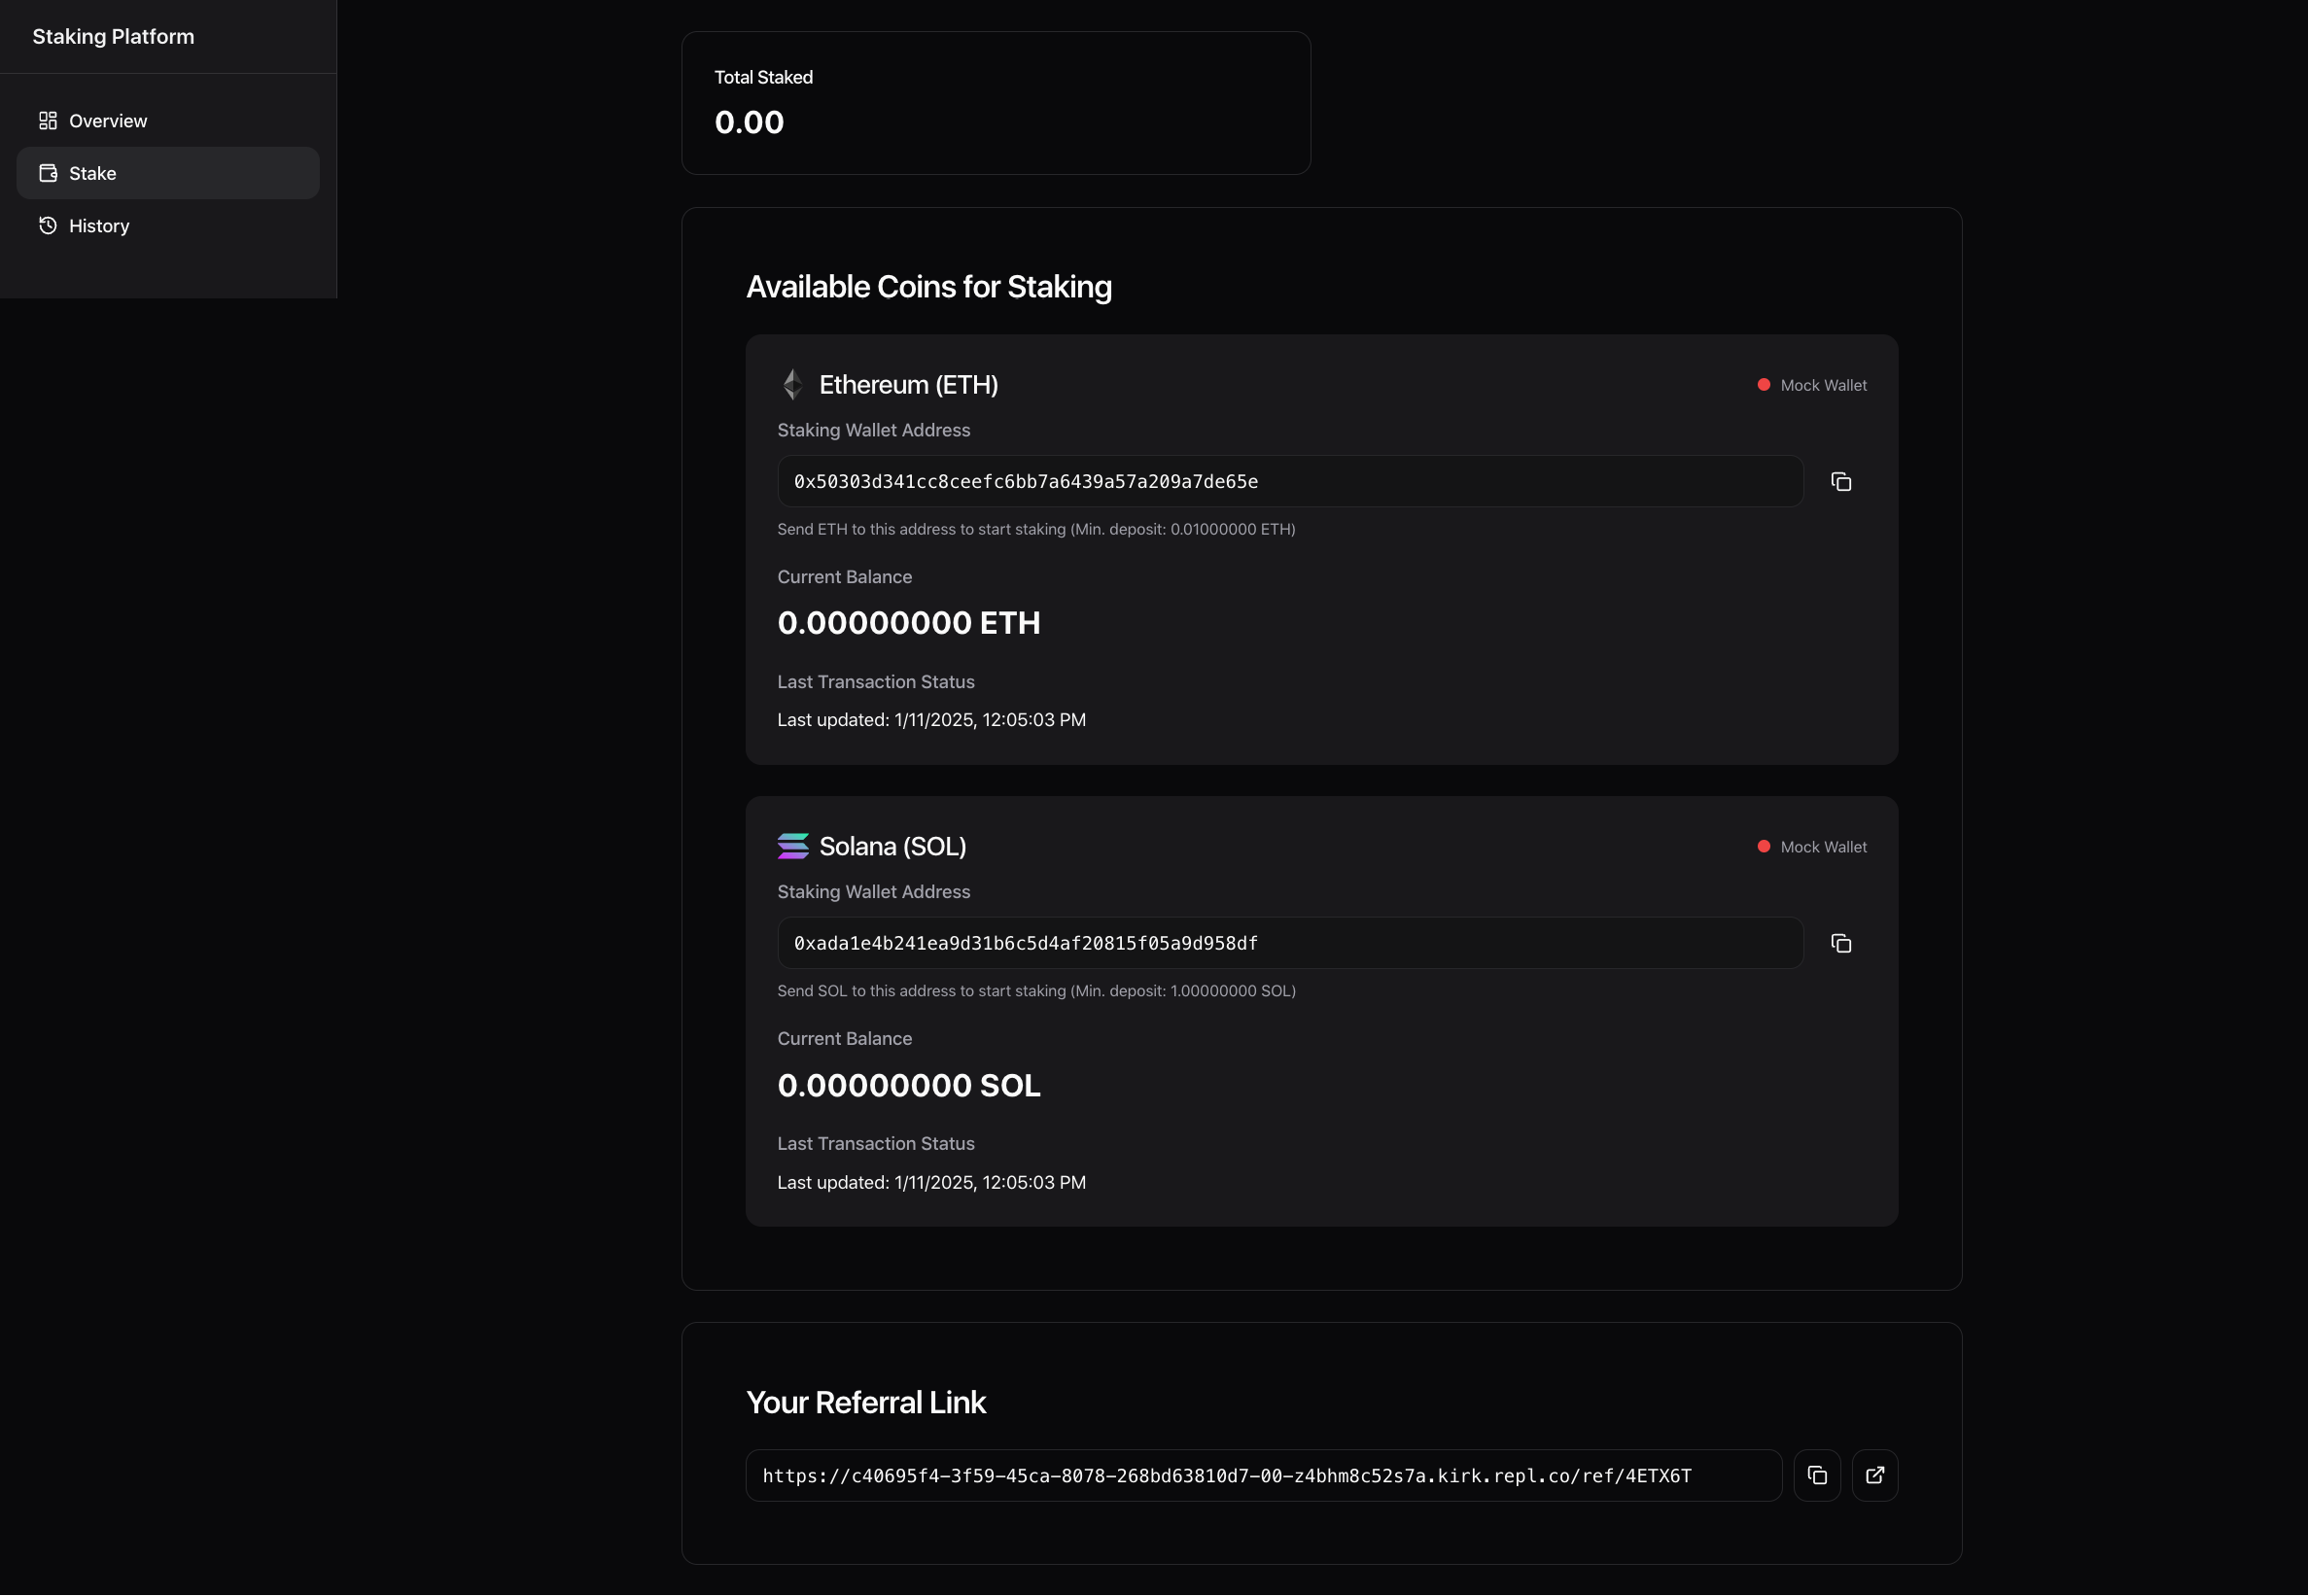 Staking Platform
Overview
Stake
History
Total Staked
0.00
Available Coins for Staking
Ethereum (ETH)
Mock Wallet
Staking Wallet Address
0x50303d341cc8ceefc6bb7a6439a57a209a7de65e
Send ETH to this address to start staking (Min. deposit: 0.01000000 ETH)
Current Balance
0.00000000 ETH
Last Transaction Status
Last updated: 1/11/2025, 12:05:03 PM
Solana (SOL)
Mock Wallet
Staking Wallet Address
0xada1e4b241ea9d31b6c5d4af20815f05a9d958df
Send SOL to this address to start staking (Min. deposit: 1.00000000 SOL)
Current Balance
0.00000000 SOL
Last Transaction Status
Last updated: 1/11/2025, 12:05:03 PM
Your Referral Link
https://c40695f4-3f59-45ca-8078-268bd63810d7-00-z4bhm8c52s7a.kirk.repl.co/ref/4ETX6T